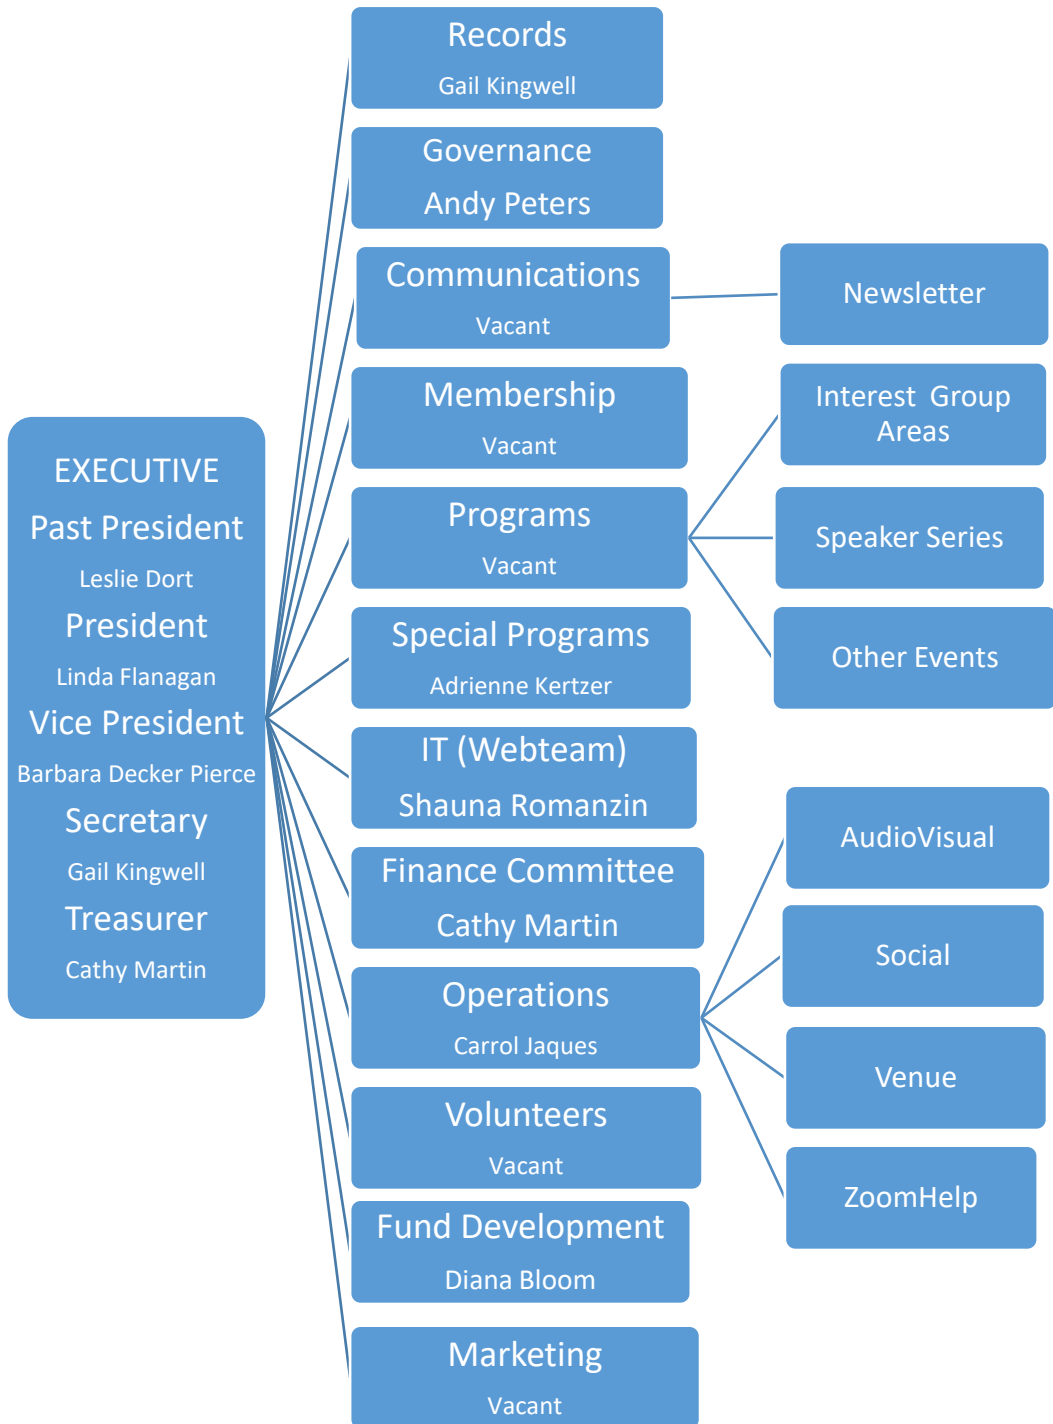 EXECUTIVE
Past President
Leslie Dort
President
Linda Flanagan
Vice President
Barbara Decker Pierce
Secretary
Gail Kingwell
Treasurer
Cathy Martin
Records
Gail Kingwell
Governance
Andy Peters
Communications
Vacant
Newsletter
Membership
Vacant
Programs
Vacant
Interest Group
Areas
Speaker Series
Other Events
Special Programs
Adrienne Kertzer
IT (Webteam)
Shauna Romanzin
Finance Committee
Cathy Martin
Operations
Carrol Jaques
AudioVisual
Social
Venue
ZoomHelp
Volunteers
Vacant
Fund Development
Diana Bloom
Marketing
Vacant